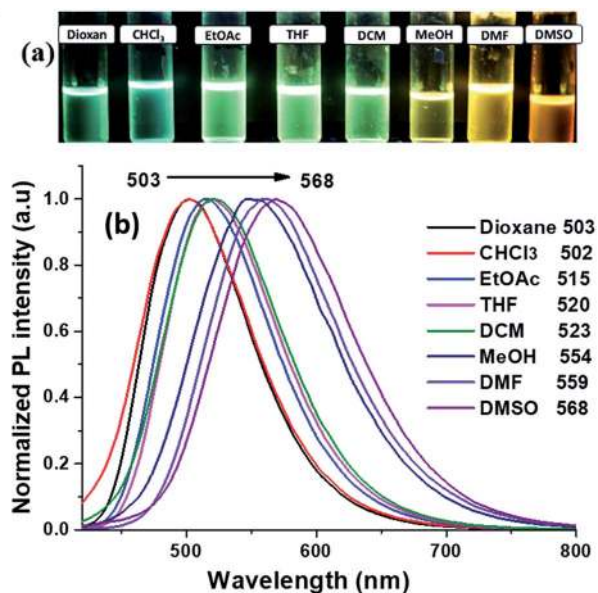 (a)
Dioxan CHCl₃ EtOAc THF DCM MeOH DMF DMSO
503 568
(b)
Dioxane 503
CHCl3 502
EtOAc 515
THF 520
DCM 523
MeOH 554
DMF 559
DMSO 568
Normalized PL intensity (a.u)
1.0
0.8
0.6
0.4
0.2
0.0
500 600 700 800
Wavelength (nm)